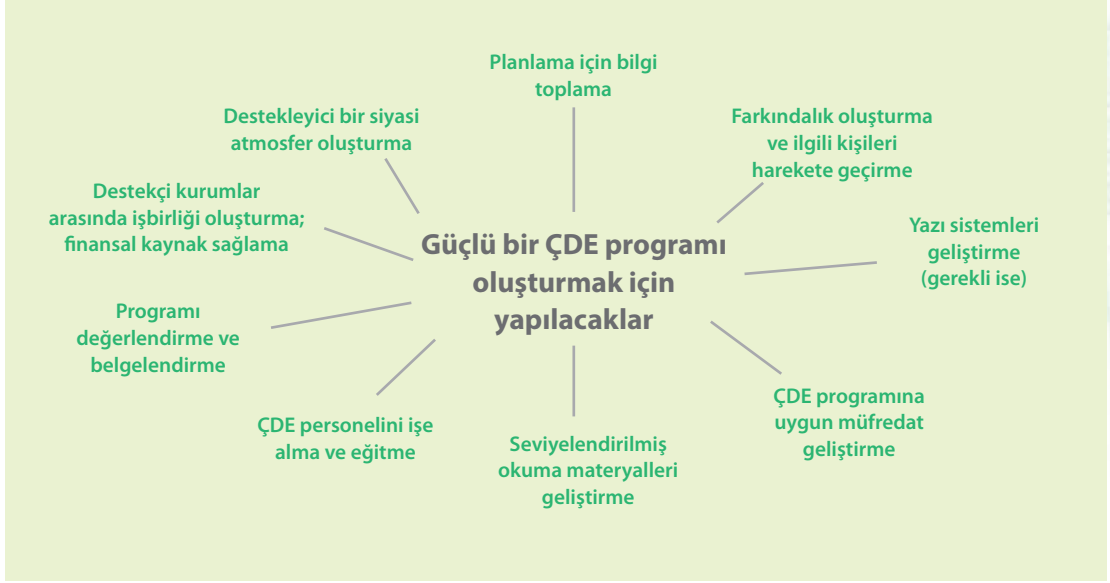 Planlama için bilgi
toplama
Destekleyici bir siyasi
atmosfer oluşturma
Farkındalık oluşturma
ve ilgili kişileri
harekete geçirme
Destekçi kurumlar
arasında işbirliği oluşturma;
finansal kaynak sağlama
Güçlü bir ÇDE programı
oluşturmak için
yapılacaklar
Yazı sistemleri
geliştirme
(gerekli ise)
Programı
değerlendirme ve
belgelendirme
ÇDE programına
uygun müfredat
geliştirme
ÇDE personelini işe
alma ve eğitme
Seviyelendirilmiş
okuma materyalleri
geliştirme